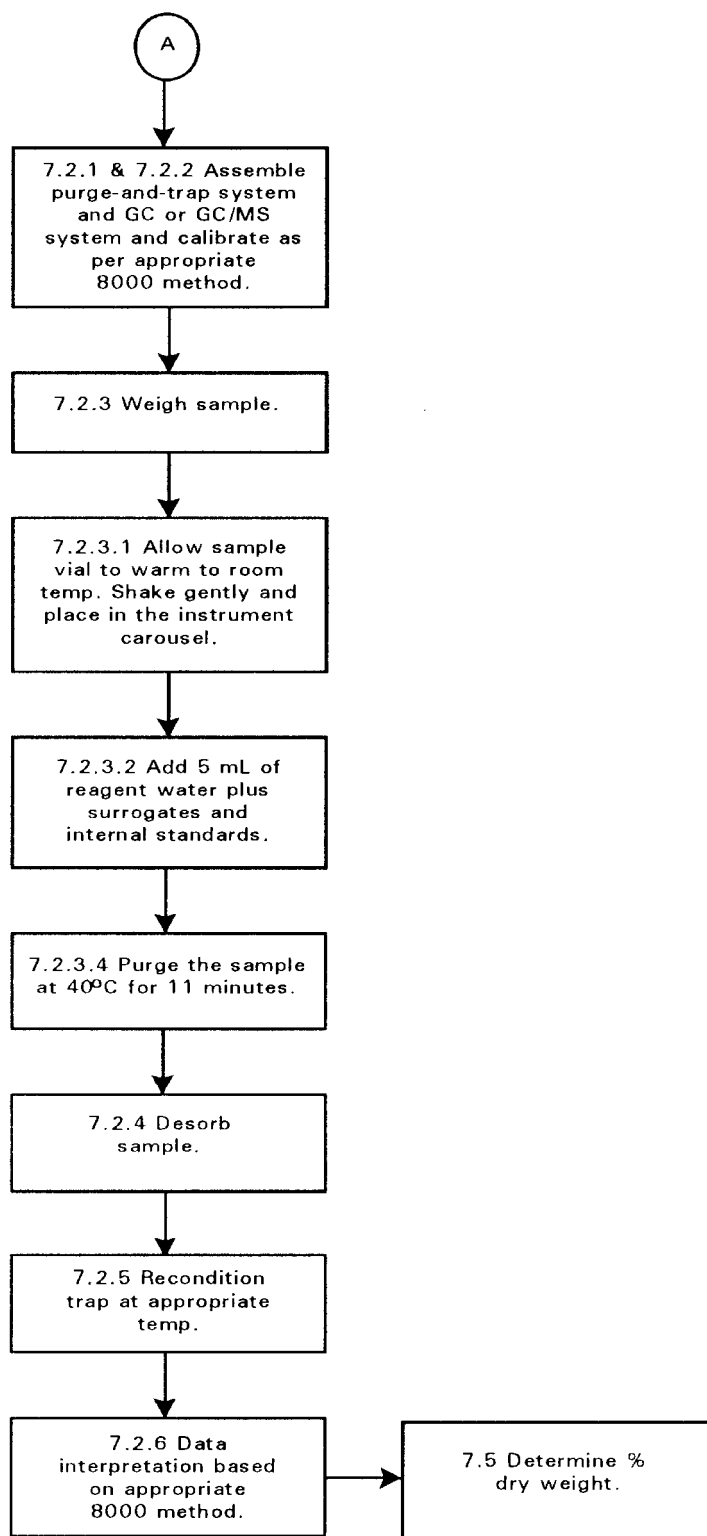 A
7.2.1 & 7.2.2 Assemble
purge-and-trap system
and GC or GC/MS
system and calibrate as
per appropriate
8000 method.
7.2.3 Weigh sample.
7.2.3.1 Allow sample
vial to warm to room
temp. Shake gently and
place in the instrument
carousel.
7.2.3.2 Add 5 mL of
reagent water plus
surrogates and
internal standards.
7.2.3.4 Purge the sample
at 40ºC for 11 minutes.
7.2.4 Desorb
sample.
7.2.5 Recondition
trap at appropriate
temp.
7.2.6 Data
interpretation based
on appropriate
8000 method.
7.5 Determine %
dry weight.